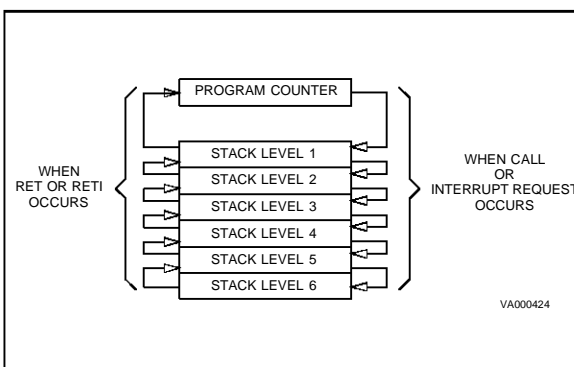 PROGRAM COUNTER
STACK LEVEL 1
STACK LEVEL 2
STACK LEVEL 3
STACK LEVEL 4
STACK LEVEL 5
STACK LEVEL 6
WHEN
RET OR RETI
OCCURS
WHEN CALL
OR
INTERRUPT REQUEST
OCCURS
VA000424